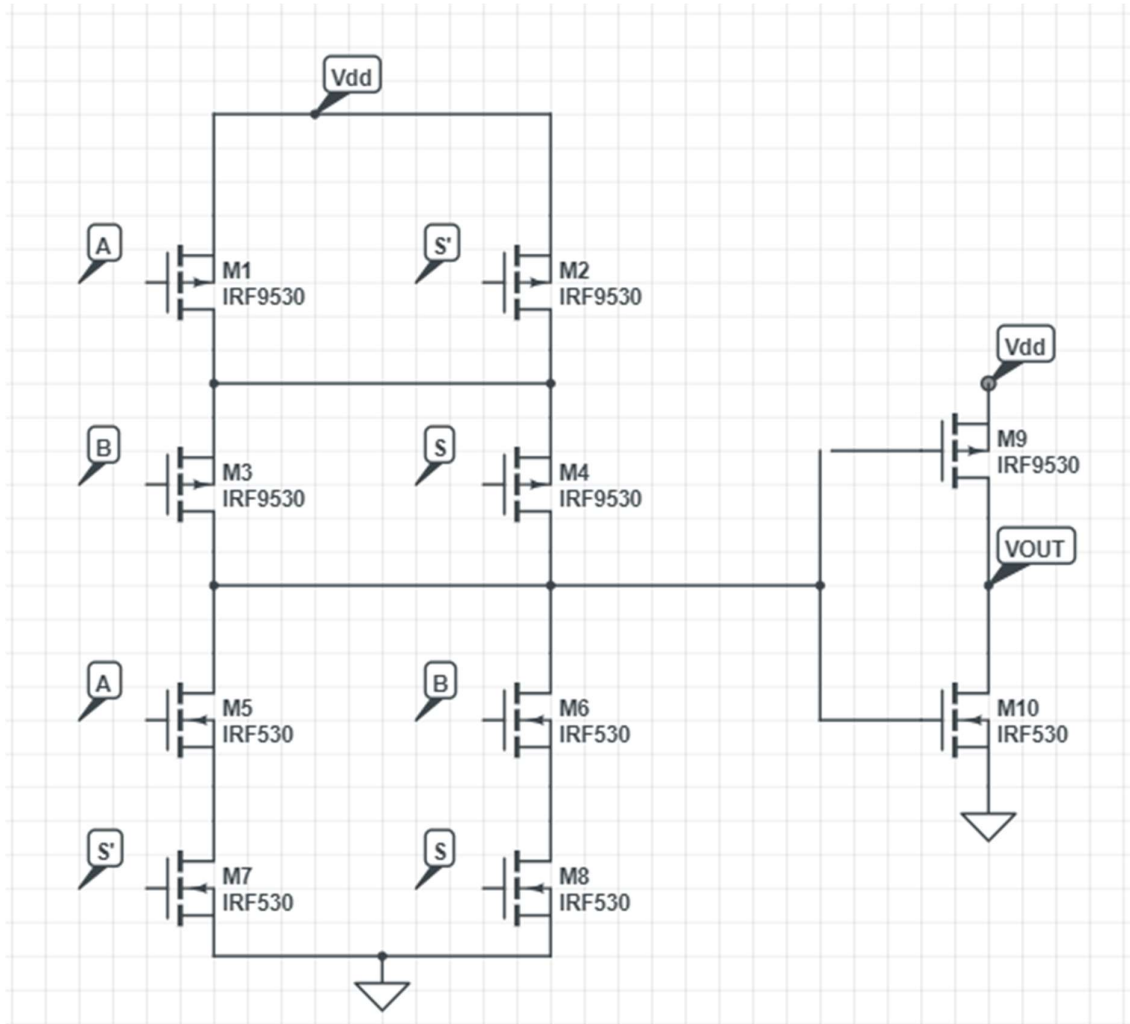 Vdd
A
M1
IRF9530
S'
M2
IRF9530
B
M3
IRF9530
S
M4
IRF9530
Vdd
M9
IRF9530
VOUT
A
M5
IRF530
B
M6
IRF530
M10
IRF530
S'
M7
IRF530
S
M8
IRF530